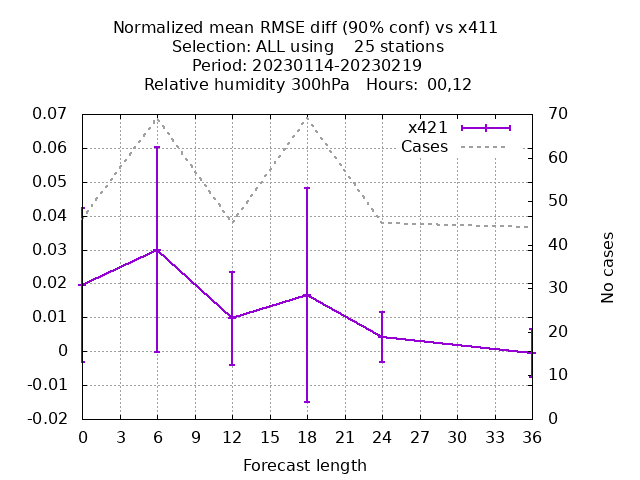 Normalized mean RMSE diff (90% conf) vs x411
Selection: ALL using    25 stations
Period: 20230114-20230219
Relative humidity 300hPa   Hours:  00,12
0.07
0.06
0.05
0.04
0.03
0.02
0.01
0
-0.01
-0.02
x421
Cases
70
60
50
40
30
20
10
0
No cases
0 3 6 9 12 15 18 21 24 27 30 33 36
Forecast length